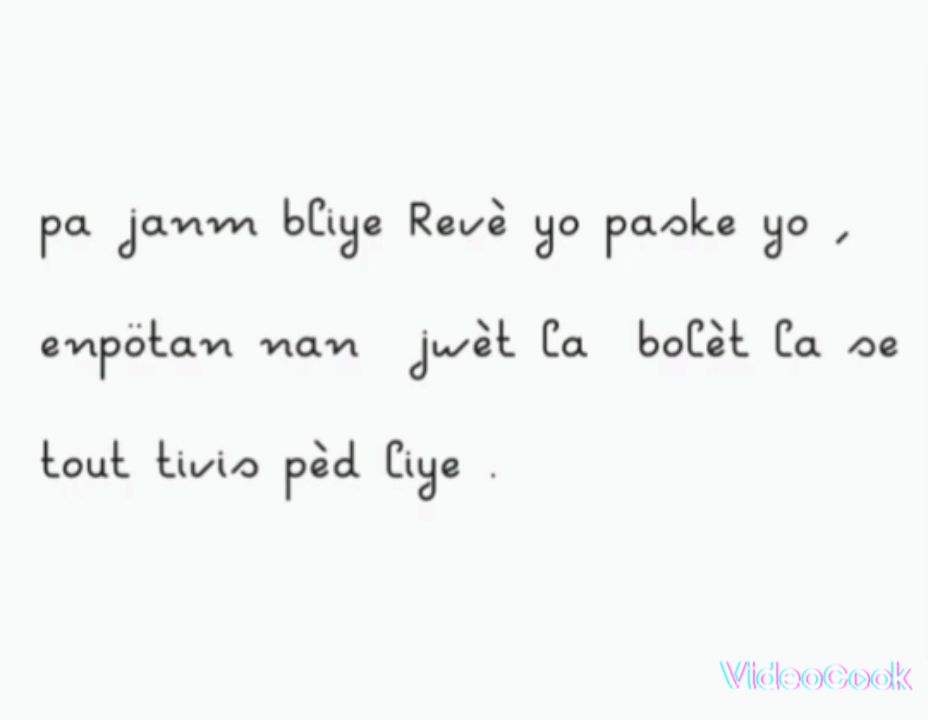 pa janm bliye Revè yo paske yo ,
enpötan nan jwèt la bolèt la se
tout tivis pèd liye .
VideoCook